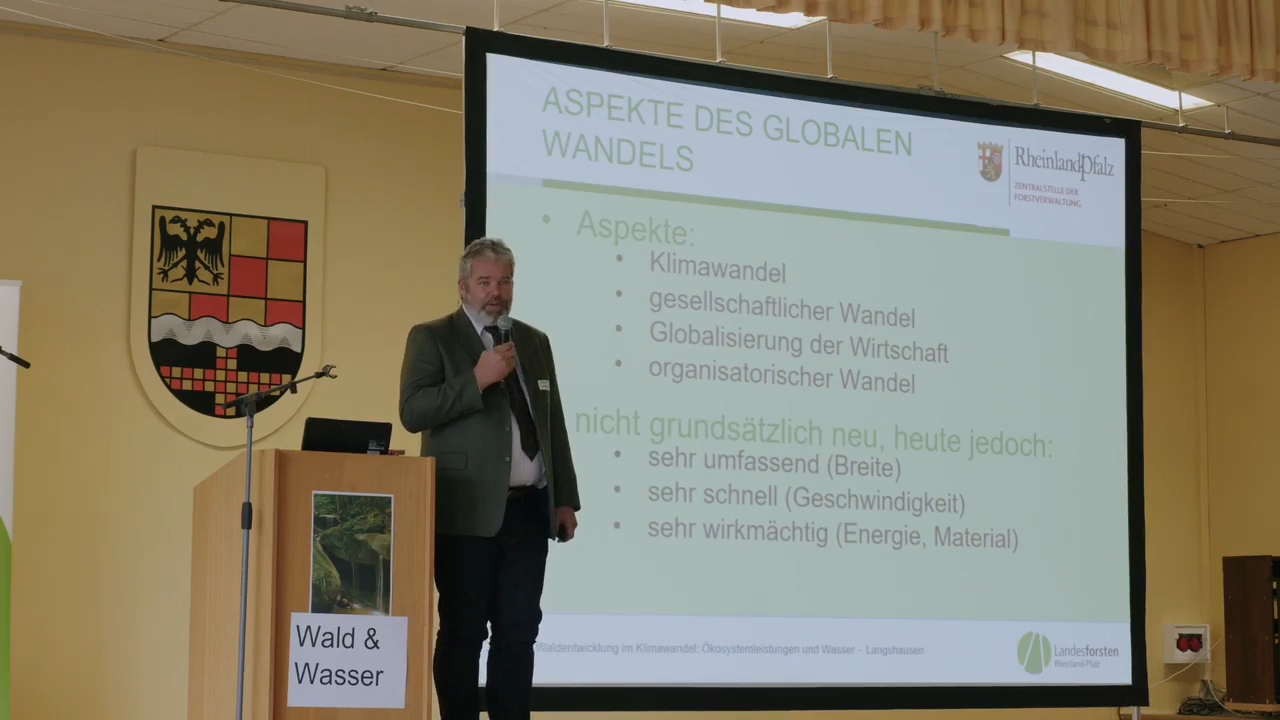 ASPEKTE DES GLOBALEN
WANDELS
RheinlandPfalz
ZENTRALSTELLE DER
FORSTVERWALTUNG
• Aspekte:
• Klimawandel
• gesellschaftlicher Wandel
• Globalisierung der Wirtschaft
• organisatorischer Wandel
nicht grundsätzlich neu, heute jedoch:
• sehr umfassend (Breite)
• sehr schnell (Geschwindigkeit)
• sehr wirkmächtig (Energie, Material)
Waldentwicklung im Klimawandel: Ökosystemleistungen und Wasser - Langshausen
Landesforsten
Rheinland-Pfalz
Wald &
Wasser